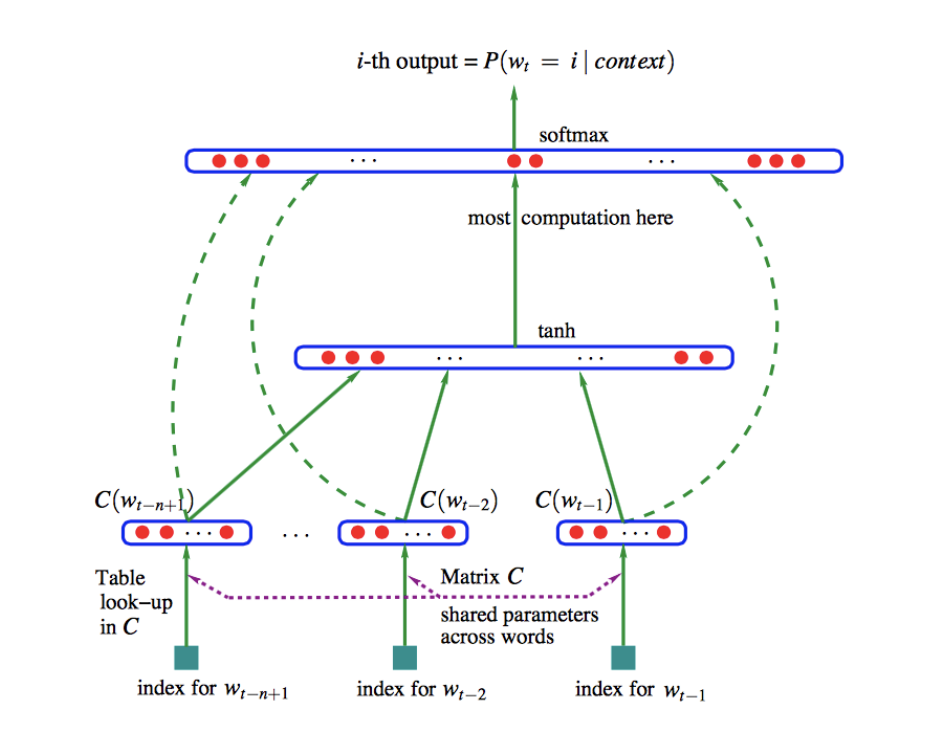 i-th output = P(w_t = i | context)
softmax
. . .
. . .
most computation here
tanh
. . .
. . .
C(w_{t−n+1})
C(w_{t−2})
C(w_{t−1})
. . .
. . .
. . .
. . .
Table
look−up
in C
Matrix C
shared parameters
across words
index for w_{t−n+1}
index for w_{t−2}
index for w_{t−1}